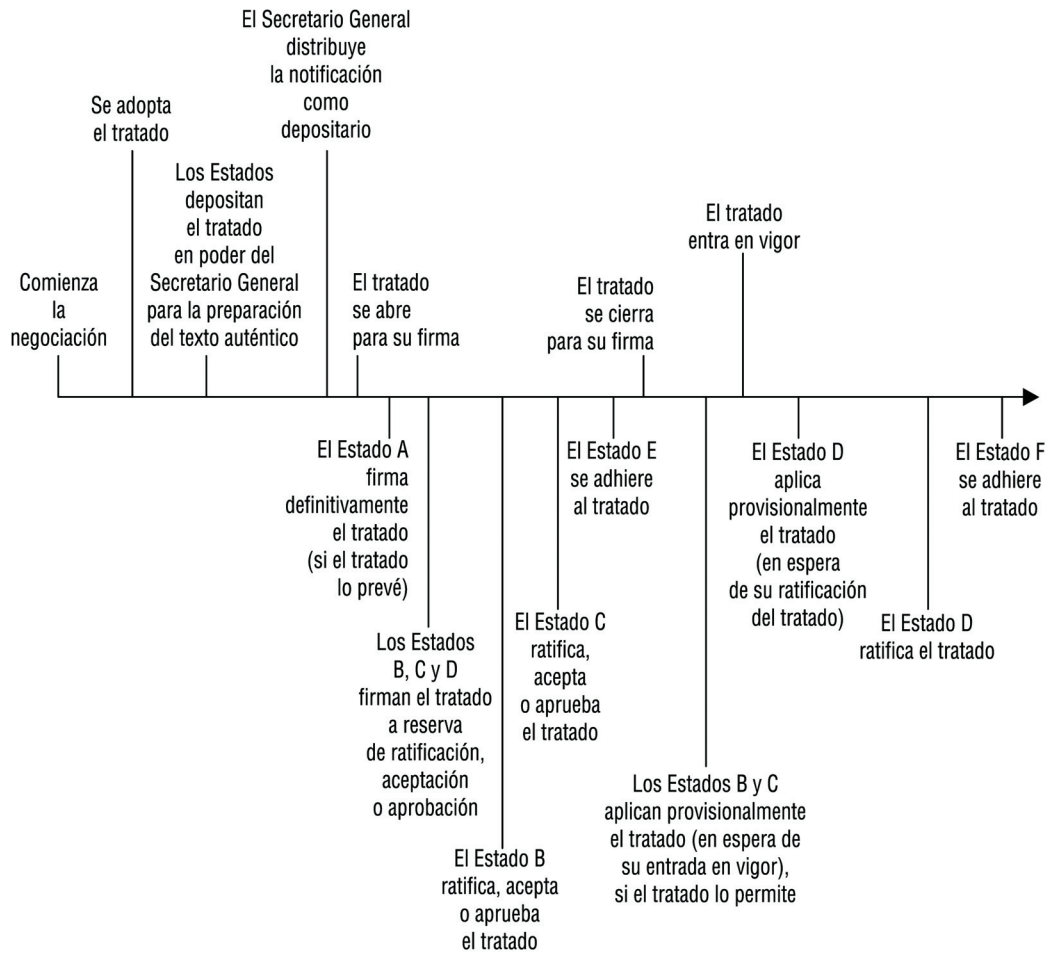 El Secretario General
distribuye
la notificación
como
depositario
Se adopta
el tratado
Los Estados
depositan
el tratado
en poder del
Secretario General
para la preparación
del texto auténtico
El tratado
entra en vigor
Comienza
la
negociación
El tratado
se abre
para su firma
El tratado
se cierra
para su firma
El Estado A
firma
definitivamente
el tratado
(si el tratado
lo prevé)
Los Estados
B, C y D
firman el tratado
a reserva
de ratificación,
aceptación
o aprobación
El Estado B
ratifica, acepta
o aprueba
el tratado
El Estado C
ratifica,
acepta
o aprueba
el tratado
El Estado E
se adhiere
al tratado
Los Estados B y C
aplican provisionalmente
el tratado (en espera de
su entrada en vigor),
si el tratado lo permite
El Estado D
aplica
provisionalmente
el tratado
(en espera
de su ratificación
del tratado)
El Estado D
ratifica el tratado
El Estado F
se adhiere
al tratado